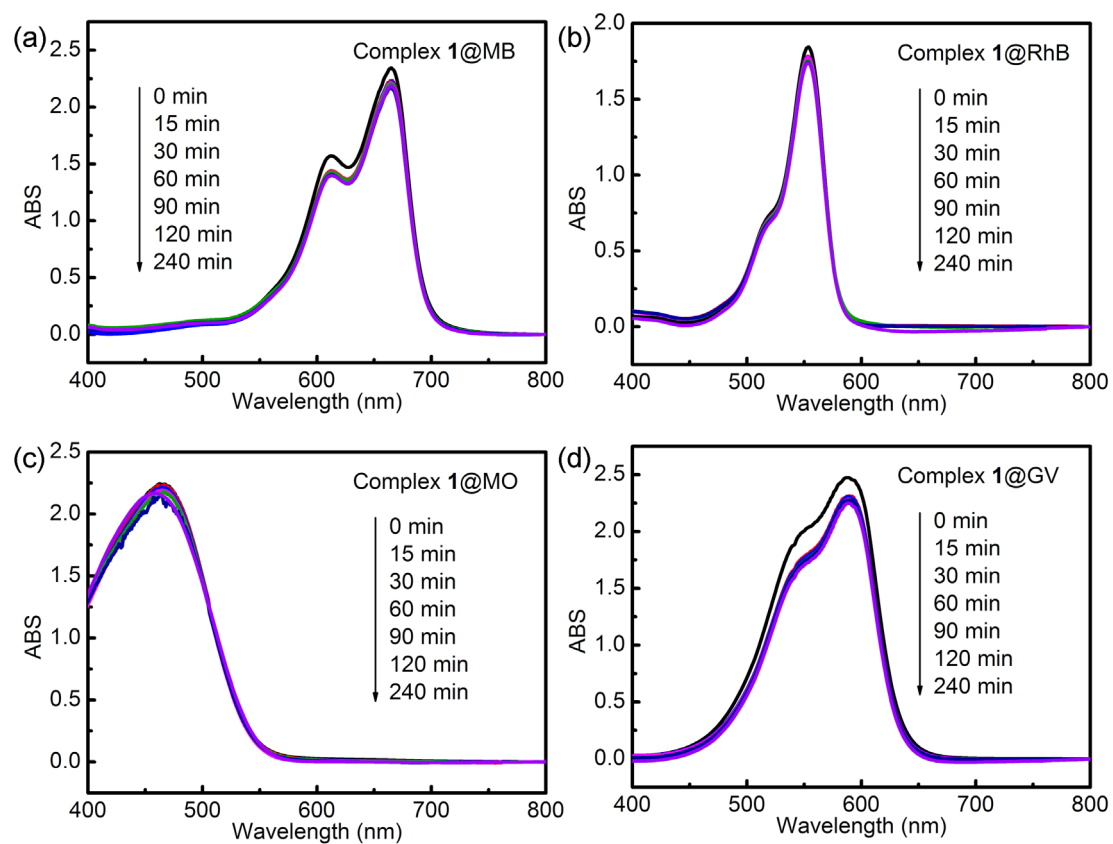 (a)
Complex 1@MB
0 min
15 min
30 min
60 min
90 min
120 min
240 min
2.5
2.0
1.5
1.0
0.5
0.0
ABS
400
500
600
700
800
Wavelength (nm)
(b)
Complex 1@RhB
0 min
15 min
30 min
60 min
90 min
120 min
240 min
2.0
1.5
1.0
0.5
0.0
ABS
400
500
600
700
800
Wavelength (nm)
(c)
Complex 1@MO
0 min
15 min
30 min
60 min
90 min
120 min
240 min
2.5
2.0
1.5
1.0
0.5
0.0
ABS
400
500
600
700
800
Wavelength (nm)
(d)
Complex 1@GV
0 min
15 min
30 min
60 min
90 min
120 min
240 min
2.5
2.0
1.5
1.0
0.5
0.0
ABS
400
500
600
700
800
Wavelength (nm)